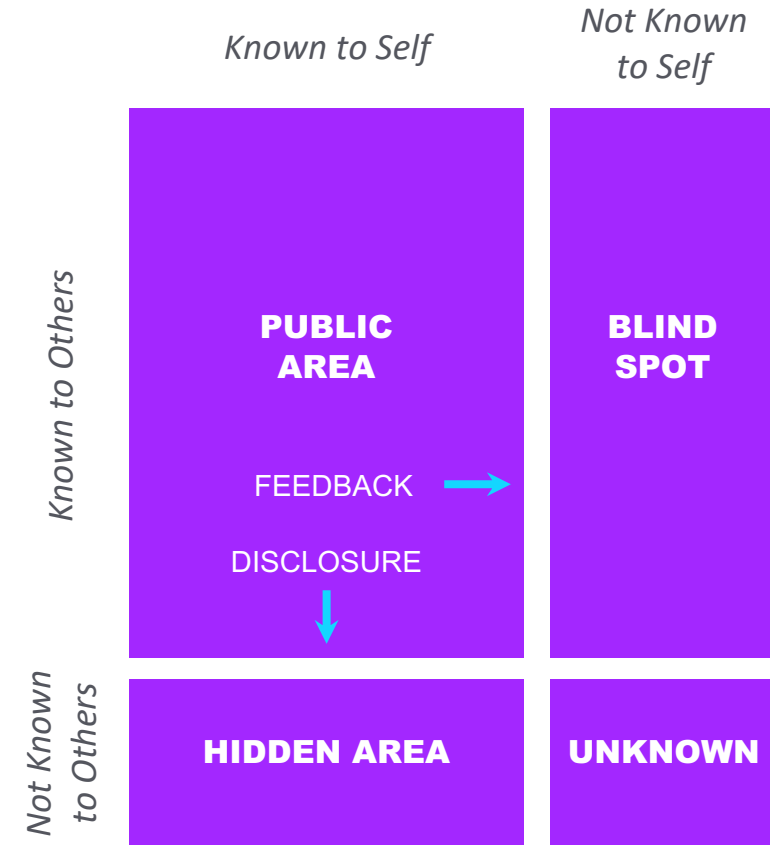 Known to Self
Not Known
to Self
Known to Others
PUBLIC
AREA
BLIND
SPOT
FEEDBACK
DISCLOSURE
Not Known
to Others
HIDDEN AREA
UNKNOWN